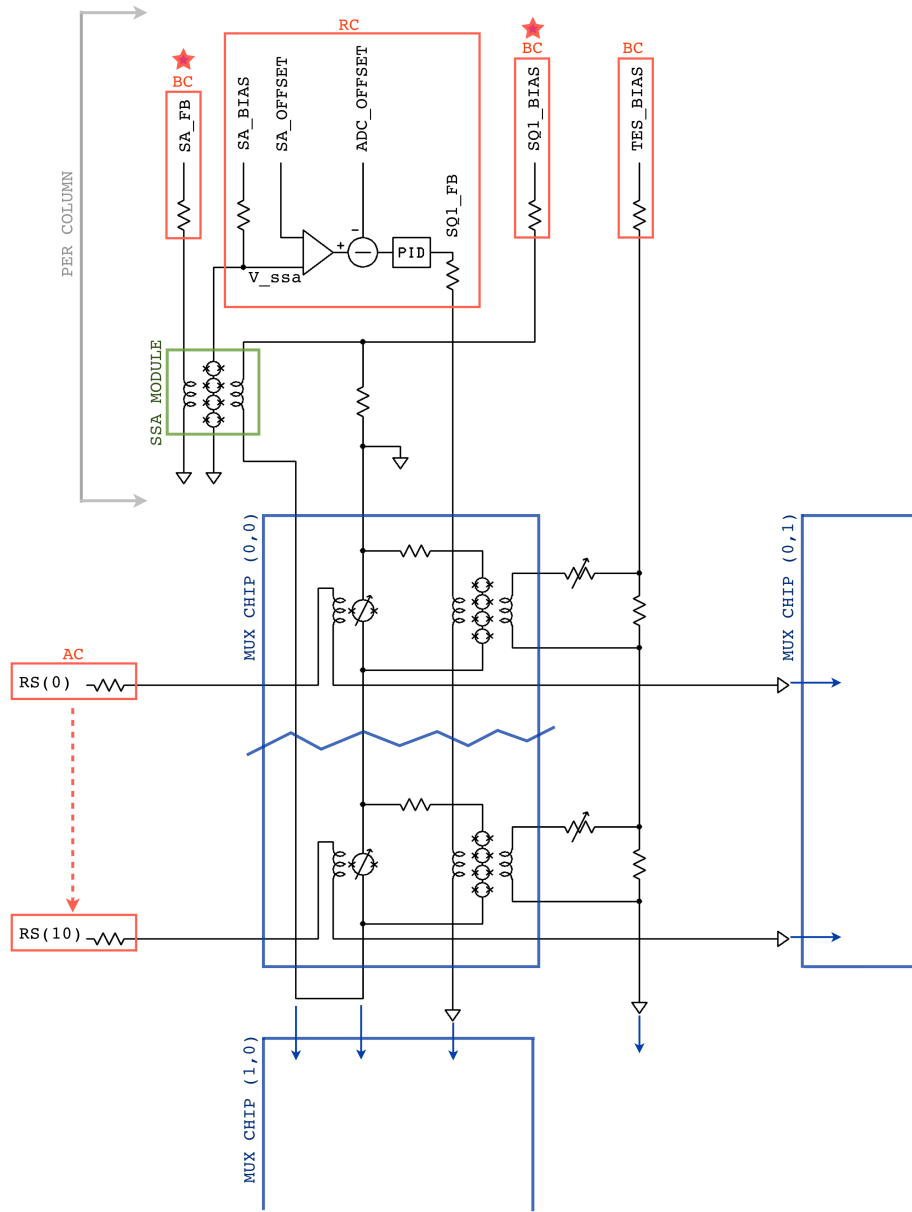 RC
BC
BC
BC
SA_FB
SA_BIAS
SA_OFFSET
ADC_OFFSET
SQ1_FB
SQ1_BIAS
TES_BIAS
PER COLUMN
+
-
PID
V_ssa
SSA MODULE
MUX CHIP (0,0)
MUX CHIP (0,1)
AC
RS(0)
RS(10)
MUX CHIP (1,0)